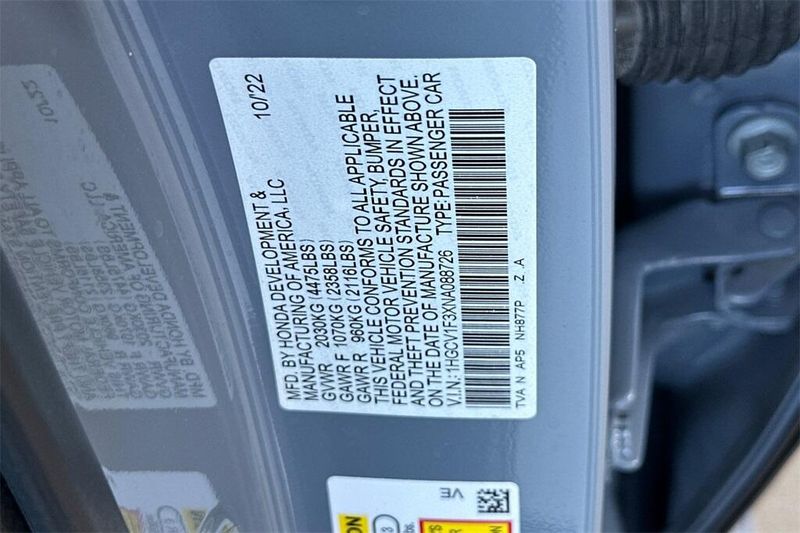 10/22
MFD. BY HONDA DEVELOPMENT &
MANUFACTURING OF AMERICA, LLC
GVWR 2030KG (4475LBS)
GAWR F 1070KG (2358LBS)
GAWR R 960KG (2116LBS)
THIS VEHICLE CONFORMS TO ALL APPLICABLE
FEDERAL MOTOR VEHICLE SAFETY, BUMPER,
AND THEFT PREVENTION STANDARDS IN EFFECT
ON THE DATE OF MANUFACTURE SHOWN ABOVE.
V.I.N.:1HGCV1F3XNA088726 TYPE:PASSENGER CAR
TVA N AP5 NH877P Z .A
VE